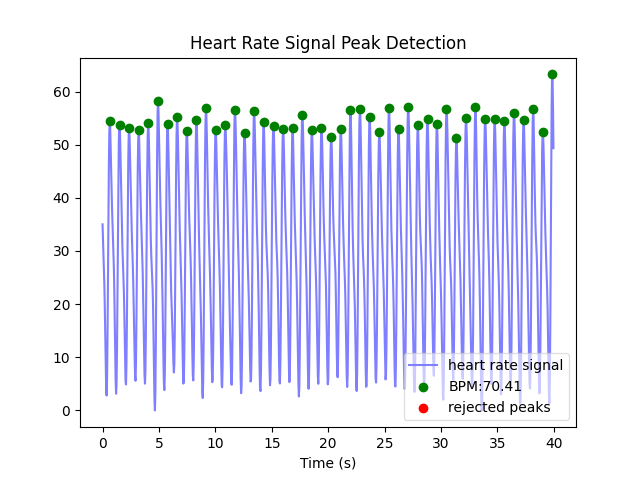 Heart Rate Signal Peak Detection
60
50
40
30
20
10
0
heart rate signal
BPM:70.41
rejected peaks
0 5 10 15 20 25 30 35 40
Time (s)